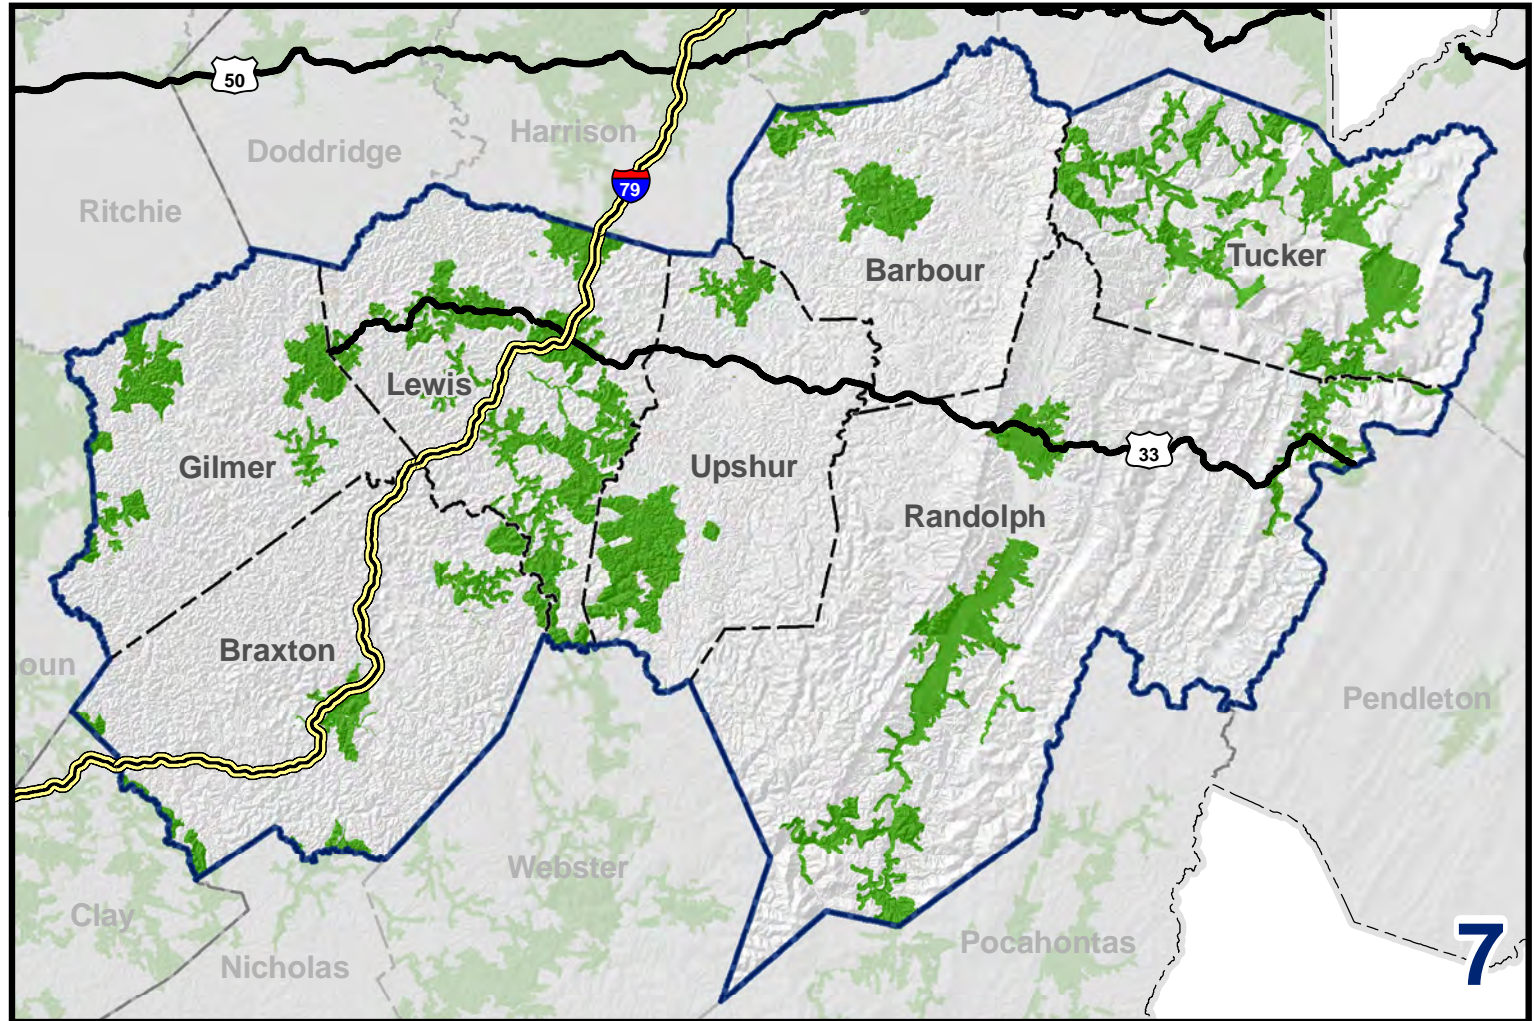 50
Doddridge
Harrison
79
Ritchie
Barbour
Tucker
Lewis
Gilmer
Upshur
33
Randolph
Braxton
oun
Pendleton
Webster
Clay
Nicholas
Pocahontas
7